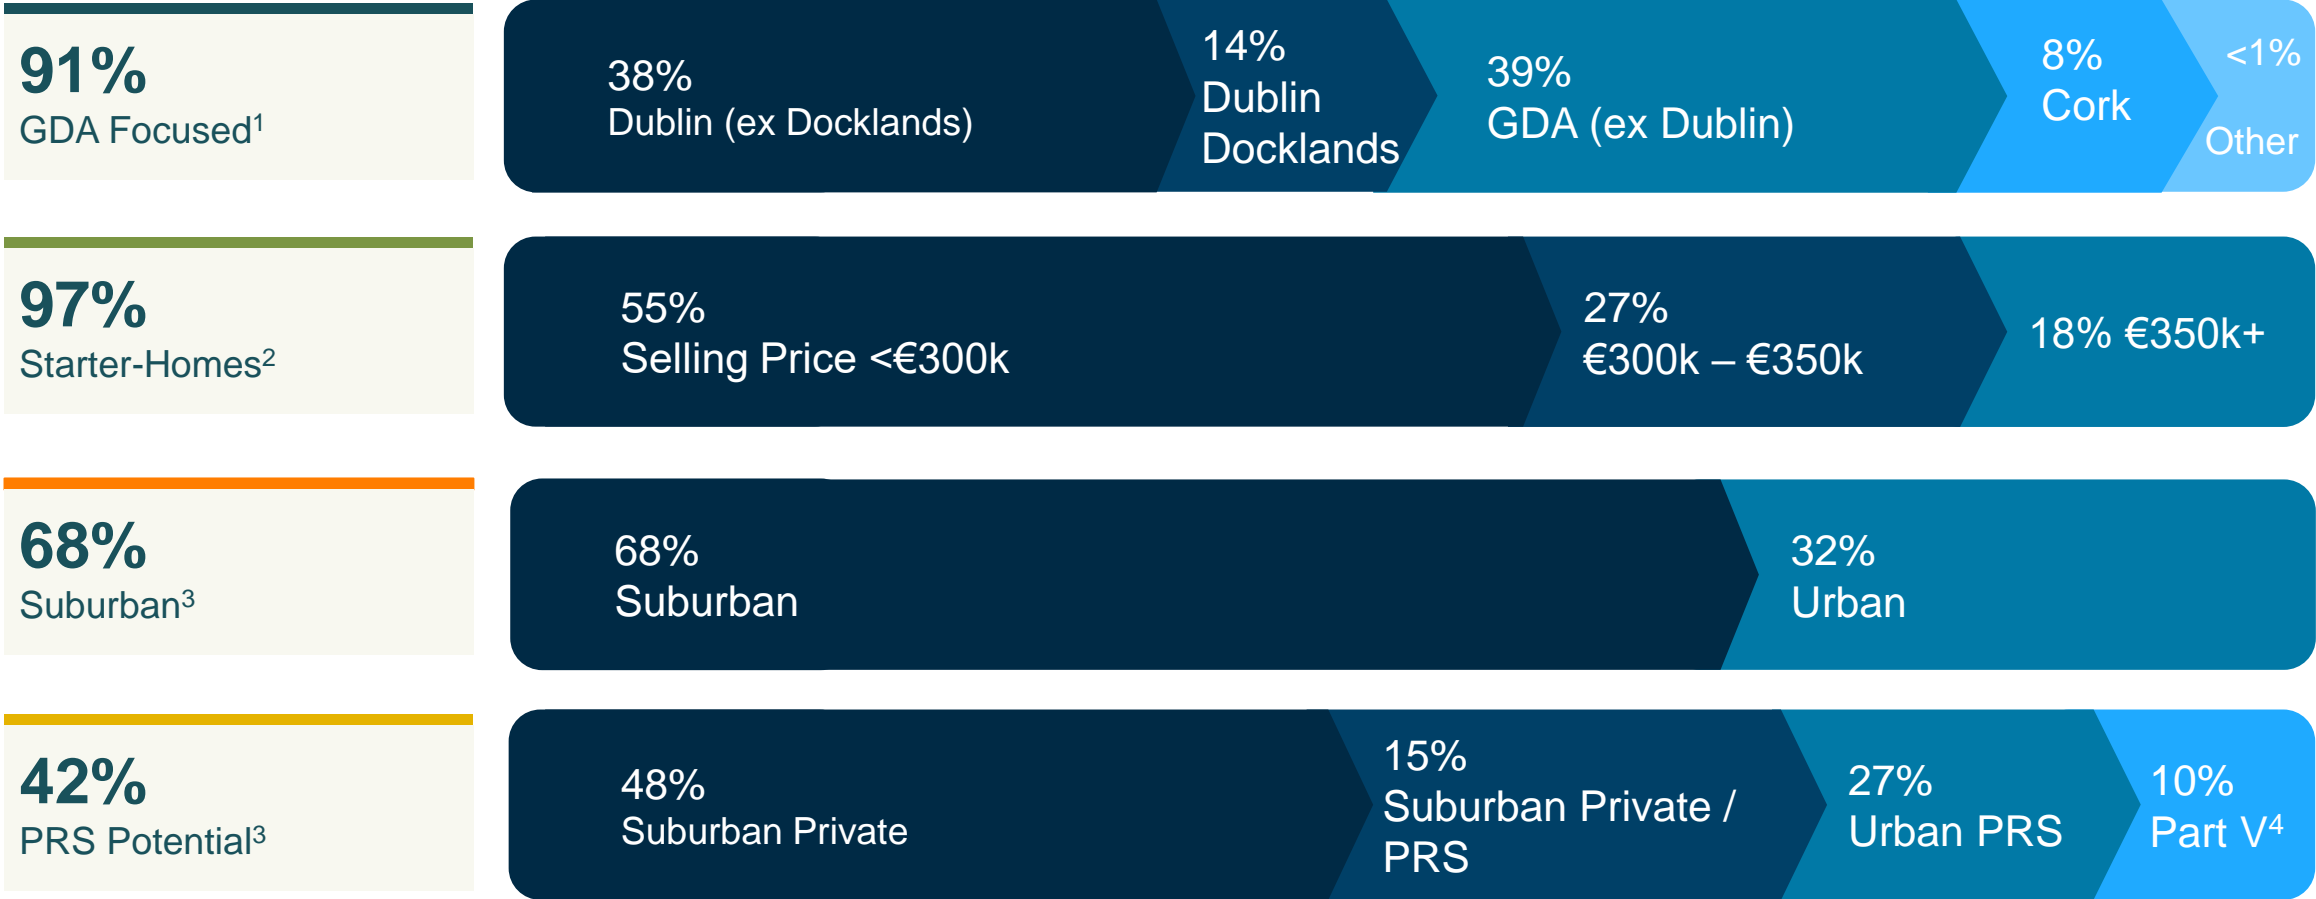 91%
GDA Focused¹
38%
Dublin (ex Docklands)
14%
Dublin
Docklands
39%
GDA (ex Dublin)
8%
Cork
<1%
Other
97%
Starter-Homes²
55%
Selling Price <€300k
27%
€300k – €350k
18% €350k+
68%
Suburban³
68%
Suburban
32%
Urban
42%
PRS Potential³
48%
Suburban Private
15%
Suburban Private /
PRS
27%
Urban PRS
10%
Part V⁴